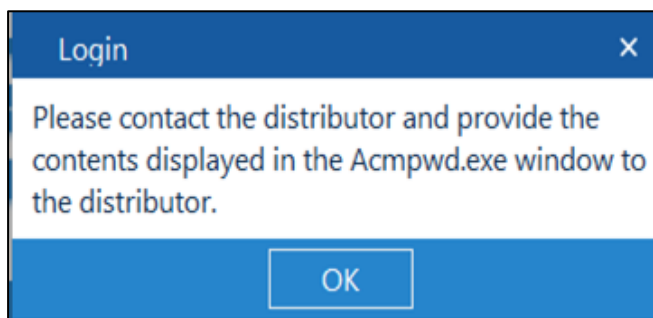 Login
Please contact the distributor and provide the
contents displayed in the Acmpwd.exe window to
the distributor.
OK